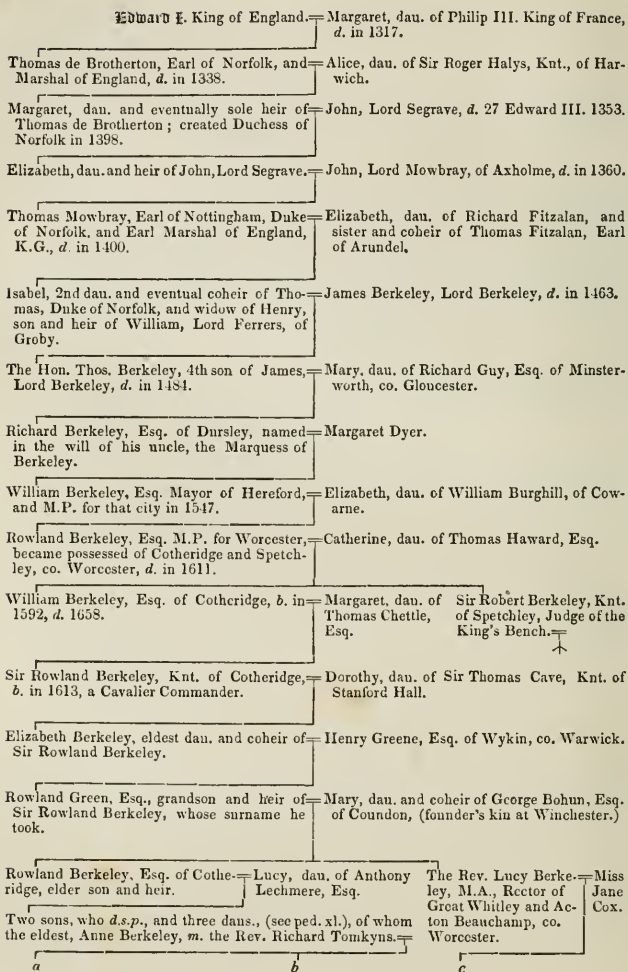 Edward I. King of England.=Margaret, dau. of Philip III. King of France,
d. in 1317.
Thomas de Brotherton, Earl of Norfolk, and=Alice, dau. of Sir Roger Halys, Knt., of Har-
Marshal of England, d. in 1338. wich.
Margaret, dau. and eventually sole heir of=John, Lord Segrave, d. 27 Edward III. 1353.
Thomas de Brotherton; created Duchess of
Norfolk in 1398.
Elizabeth, dau. and heir of John, Lord Segrave.=John, Lord Mowbray, of Axholme, d. in 1360.
Thomas Mowbray, Earl of Nottingham, Duke=Elizabeth, dau. of Richard Fitzalan, and
of Norfolk. and Earl Marshal of England, sister and coheir of Thomas Fitzalan, Earl
K.G., d. in 1400. of Arundel.
Isabel, 2nd dau. and eventual coheir of Tho-=James Berkeley, Lord Berkeley, d. in 1463.
mas, Duke of Norfolk, and widow of Henry,
son and heir of William, Lord Ferrers, of
Groby.
The Hon. Thos. Berkeley, 4th son of James,=Mary, dau. of Richard Guy, Esq. of Minster-
Lord Berkeley, d. in 1484. worth, co. Gloucester.
Richard Berkeley, Esq. of Dursley, named=Margaret Dyer.
in the will of his uncle, the Marquess of
Berkeley.
William Berkeley, Esq. Mayor of Hereford,=Elizabeth, dau. of William Burghill, of Cow-
and M.P. for that city in 1547. arne.
Rowland Berkeley, Esq. M.P. for Worcester,=Catherine, dau. of Thomas Haward, Esq.
became possessed of Cotheridge and Spetch-
ley, co. Worcester, d. in 1611.
William Berkeley, Esq. of Cotheridge, b. in=Margaret, dau. of Sir Robert Berkeley, Knt.
1592, d. 1658. Thomas Chettle, of Spetchley, Judge of the
Esq. King's Bench.=
Sir Rowland Berkeley, Knt. of Cotheridge,=Dorothy, dau. of Sir Thomas Cave, Knt. of
b. in 1613, a Cavalier Commander. Stanford Hall.
Elizabeth Berkeley, eldest dau. and coheir of=Henry Greene, Esq. of Wykin, co. Warwick.
Sir Rowland Berkeley.
Rowland Green, Esq., grandson and heir of=Mary, dau. and coheir of George Bohun, Esq.
Sir Rowland Berkeley, whose surname he of Coundon, (founder's kin at Winchester.)
took.
Rowland Berkeley, Esq. of Cothe-=Lucy, dau. of Anthony The Rev. Lucy Berke-=Miss
ridge, elder son and heir. Lechmere, Esq. ley, M.A., Rector of Jane
Great Whitley and Ac- Cox.
Two sons, who d.s.p., and three daus., (see ped. xl.), of whom ton Beauchamp, co.
the eldest, Anne Berkeley, m. the Rev. Richard Tomkyns.= Worcester.
a b c